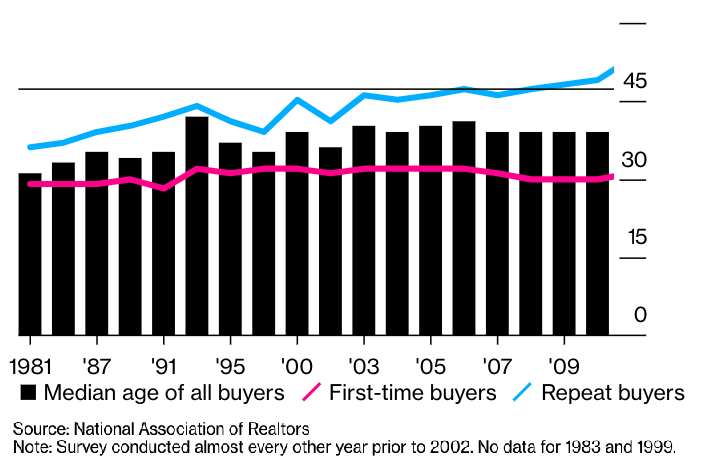 45
30
15
0
1981 '87 '91 '95 '00 '03 '05 '07 '09
Median age of all buyers First-time buyers Repeat buyers
Source: National Association of Realtors
Note: Survey conducted almost every other year prior to 2002. No data for 1983 and 1999.